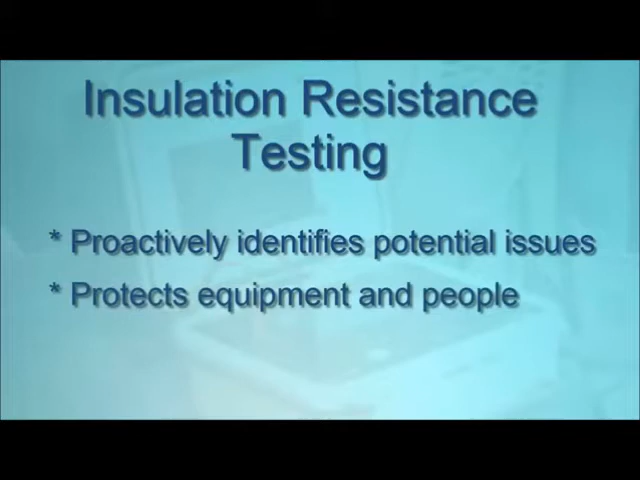 Insulation Resistance
Testing
* Proactively identifies potential issues
* Protects equipment and people